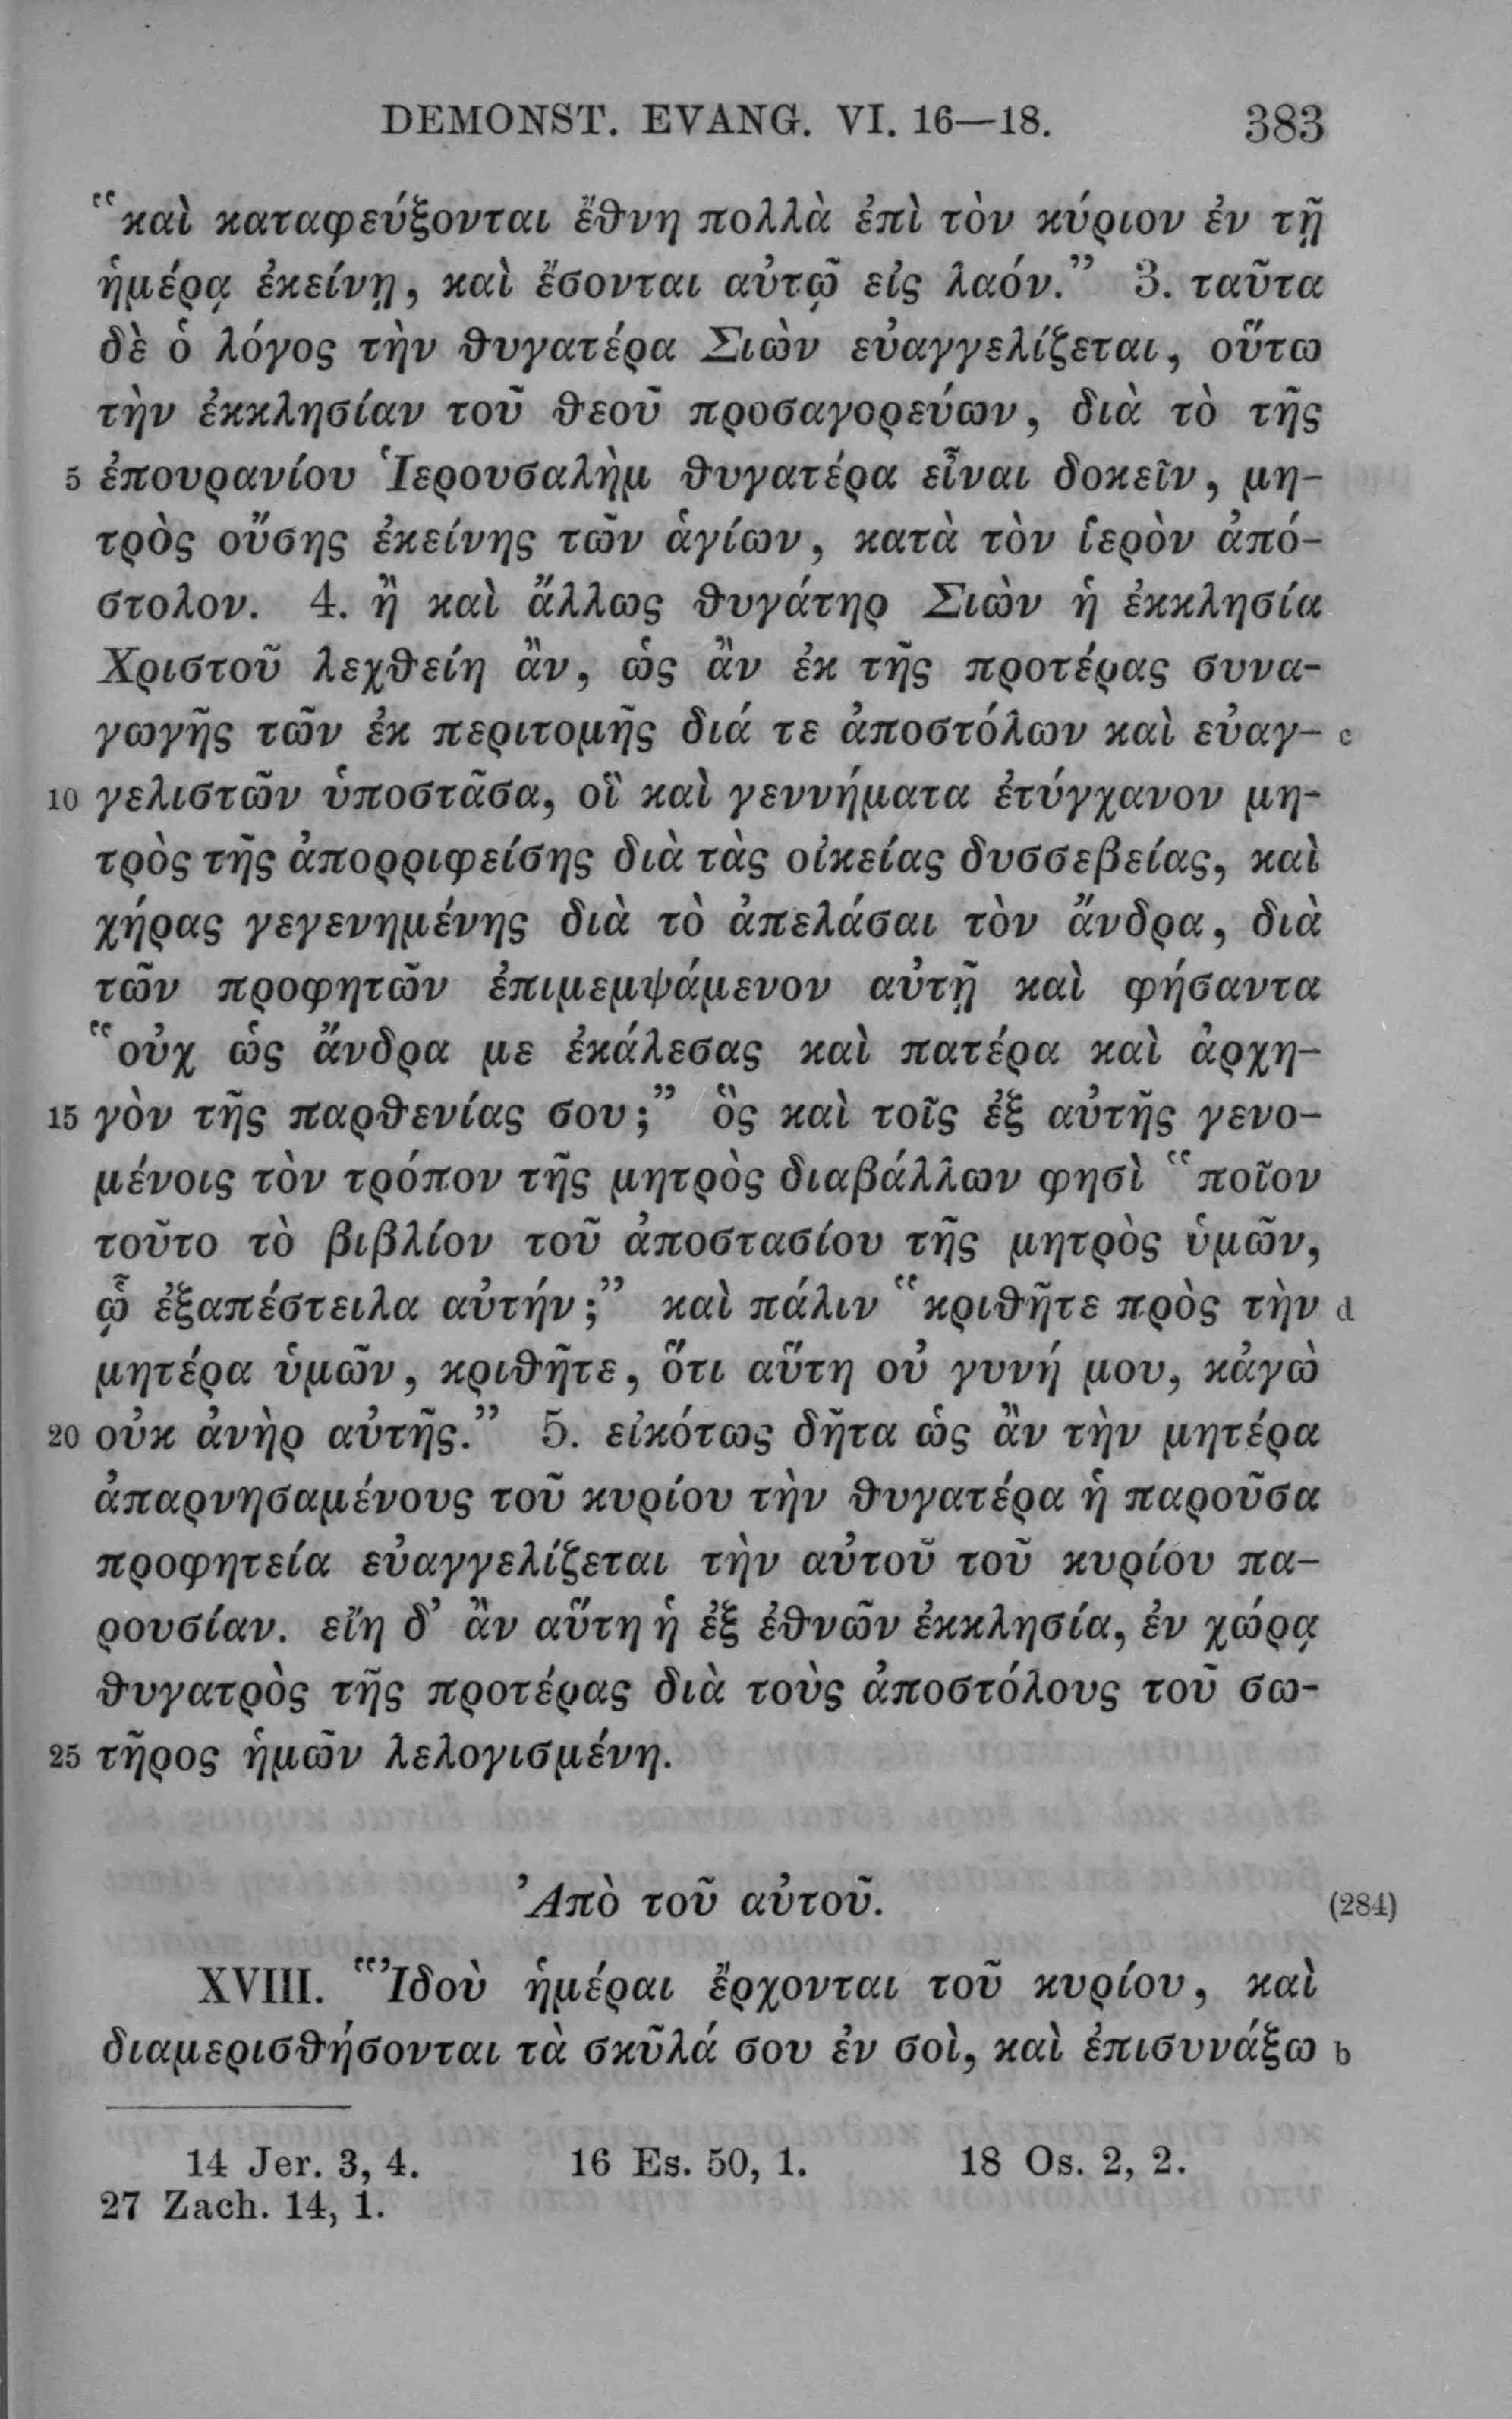 DEMONST. EVANG. VI. 16—18. 383
“καὶ καταφεύξονται ἔθνη πολλὰ ἐπὶ τὸν κύριον ἐν τῇ
ἡμέρᾳ ἐκείνῃ, καὶ ἔσονται αὐτῷ εἰς λαόν.” 3. ταῦτα
δὲ ὁ λόγος τὴν θυγατέρα Σιὼν εὐαγγελίζεται, οὕτω
τὴν ἐκκλησίαν τοῦ θεοῦ προσαγορεύων, διὰ τὸ τῆς
5 ἐπουρανίου Ἱερουσαλὴμ θυγατέρα εἶναι δοκεῖν, μη-
τρὸς οὔσης ἐκείνης τῶν ἁγίων, κατὰ τὸν ἱερὸν ἀπό-
στολον. 4. ἢ καὶ ἄλλως θυγάτηρ Σιὼν ἡ ἐκκλησία
Χριστοῦ λεχθείη ἂν, ὡς ἂν ἐκ τῆς προτέρας συνα-
γωγῆς τῶν ἐκ περιτομῆς διά τε ἀποστόλων καὶ εὐαγ- c
10 γελιστῶν ὑποστᾶσα, οἳ καὶ γεννήματα ἐτύγχανον μη-
τρὸς τῆς ἀπορριφείσης διὰ τὰς οἰκείας δυσσεβείας, καὶ
χήρας γεγενημένης διὰ τὸ ἀπελάσαι τὸν ἄνδρα, διὰ
τῶν προφητῶν ἐπιμεμψάμενον αὐτῇ καὶ φήσαντα
“οὐχ ὡς ἄνδρα με ἐκάλεσας καὶ πατέρα καὶ ἀρχη-
15 γὸν τῆς παρθενίας σου;” ὃς καὶ τοῖς ἐξ αὐτῆς γενο-
μένοις τὸν τρόπον τῆς μητρὸς διαβάλλων φησὶ “ποῖον
τοῦτο τὸ βιβλίον τοῦ ἀποστασίου τῆς μητρὸς ὑμῶν,
ᾧ ἐξαπέστειλα αὐτήν;” καὶ πάλιν “κριθῆτε πρὸς τὴν d
μητέρα ὑμῶν, κριθῆτε, ὅτι αὕτη οὐ γυνή μου, κἀγὼ
20 οὐκ ἀνὴρ αὐτῆς.” 5. εἰκότως δῆτα ὡς ἂν τὴν μητέρα
ἀπαρνησαμένους τοῦ κυρίου τὴν θυγατέρα ἡ παροῦσα
προφητεία εὐαγγελίζεται τὴν αὐτοῦ τοῦ κυρίου πα-
ρουσίαν. εἴη δ’ ἂν αὕτη ἡ ἐξ ἐθνῶν ἐκκλησία, ἐν χώρᾳ
θυγατρὸς τῆς προτέρας διὰ τοὺς ἀποστόλους τοῦ σω-
25 τῆρος ἡμῶν λελογισμένη.
Ἀπὸ τοῦ αὐτοῦ. (284)
XVIII. “Ἰδοὺ ἡμέραι ἔρχονται τοῦ κυρίου, καὶ
διαμερισθήσονται τὰ σκῦλά σου ἐν σοὶ, καὶ ἐπισυνάξω b
14 Jer. 3, 4. 16 Es. 50, 1. 18 Os. 2, 2.
27 Zach. 14, 1.